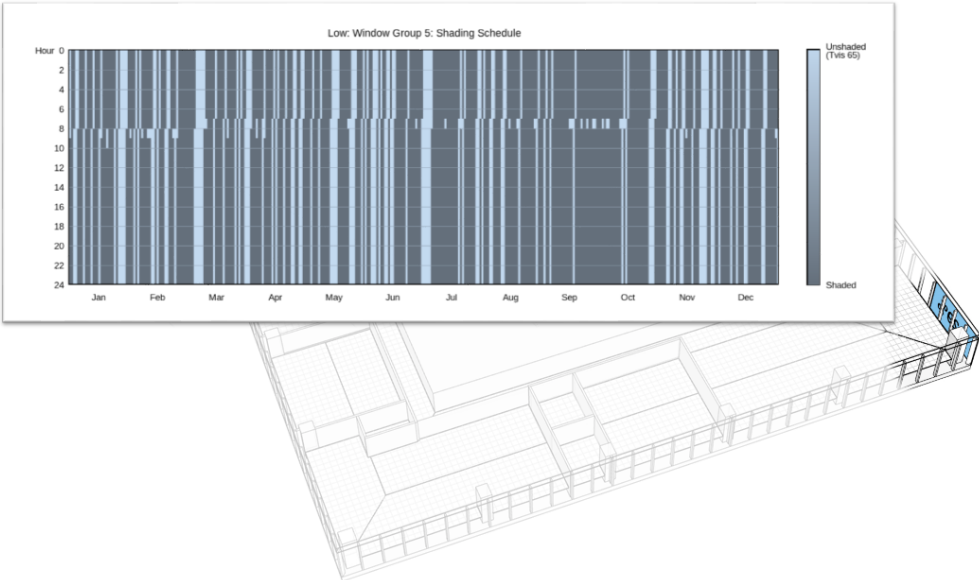 Low: Window Group 5: Shading Schedule
Hour 0
2
4
6
8
10
12
14
16
18
20
22
24
Jan Feb Mar Apr May Jun Jul Aug Sep Oct Nov Dec
Unshaded
(Tvis 65)
Shaded